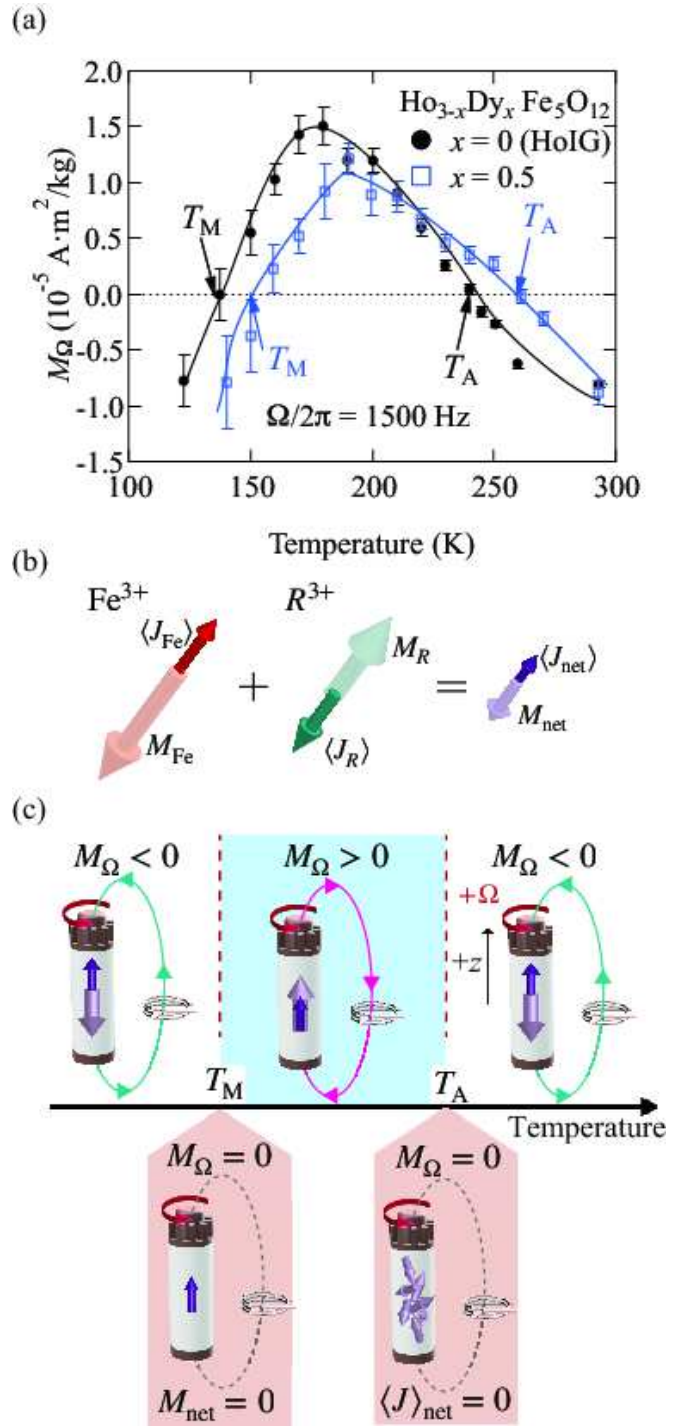 (a)
2.0
1.5
1.0
0.5
0.0
-0.5
-1.0
-1.5
M_Ω (10⁻⁵ A·m²/kg)
Ho₃₋ₓDyₓ Fe₅O₁₂
x = 0 (HoIG)
x = 0.5
T_M
T_A
T_M
T_A
Ω/2π = 1500 Hz
100 150 200 250 300
Temperature (K)
(b)
Fe³⁺ R³⁺
⟨J_Fe⟩ M_R ⟨J_net⟩
+ =
M_Fe ⟨J_R⟩ M_net
(c)
M_Ω < 0 M_Ω > 0 M_Ω < 0
+Ω
+z
T_M T_A
Temperature
M_Ω = 0 M_Ω = 0
M_net = 0 ⟨J⟩_net = 0